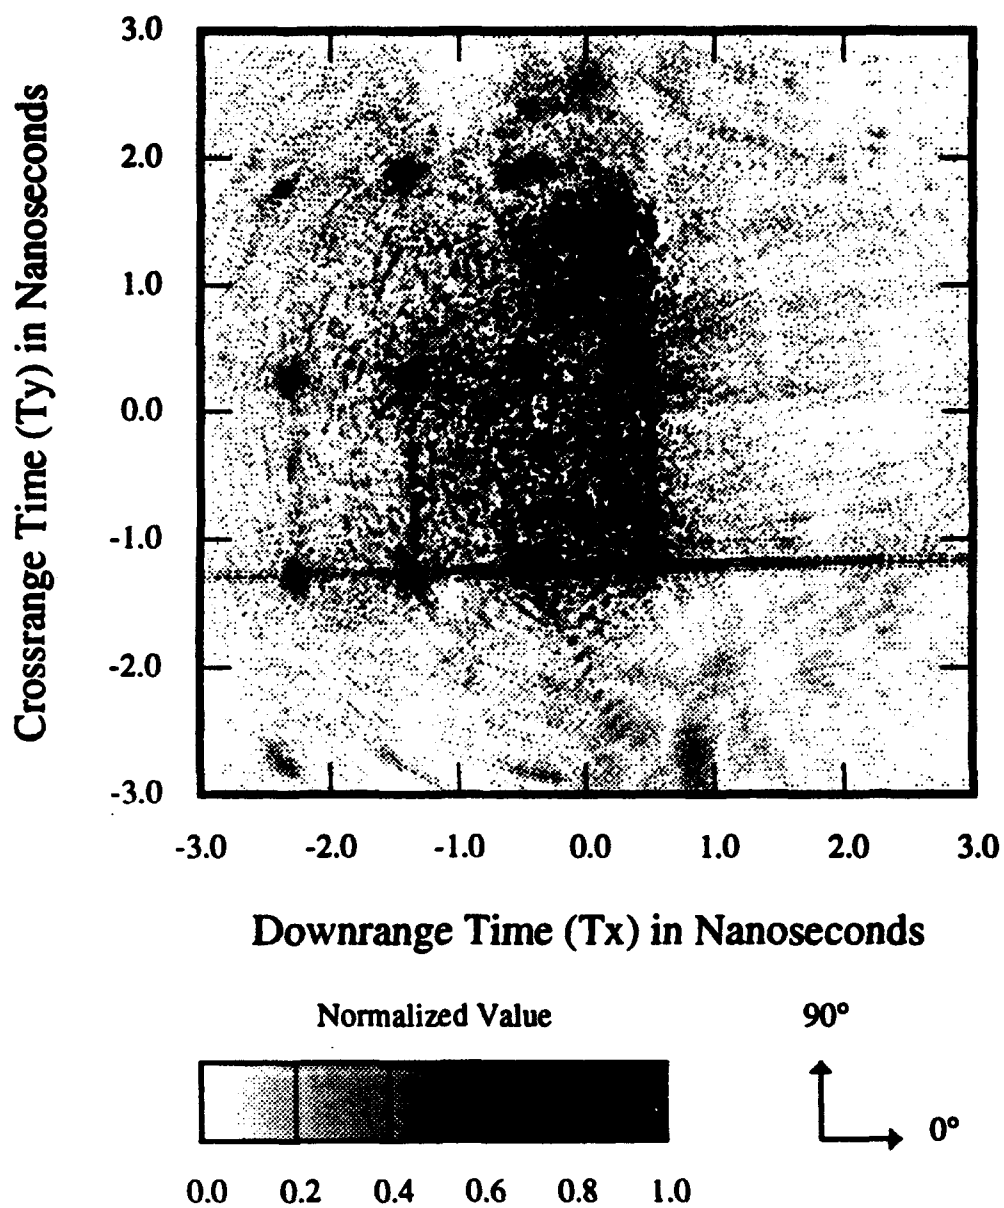 3.0
2.0
1.0
0.0
-1.0
-2.0
-3.0
Crossrange Time (Ty) in Nanoseconds
-3.0 -2.0 -1.0 0.0 1.0 2.0 3.0
Downrange Time (Tx) in Nanoseconds
Normalized Value
90°
0°
0.0 0.2 0.4 0.6 0.8 1.0